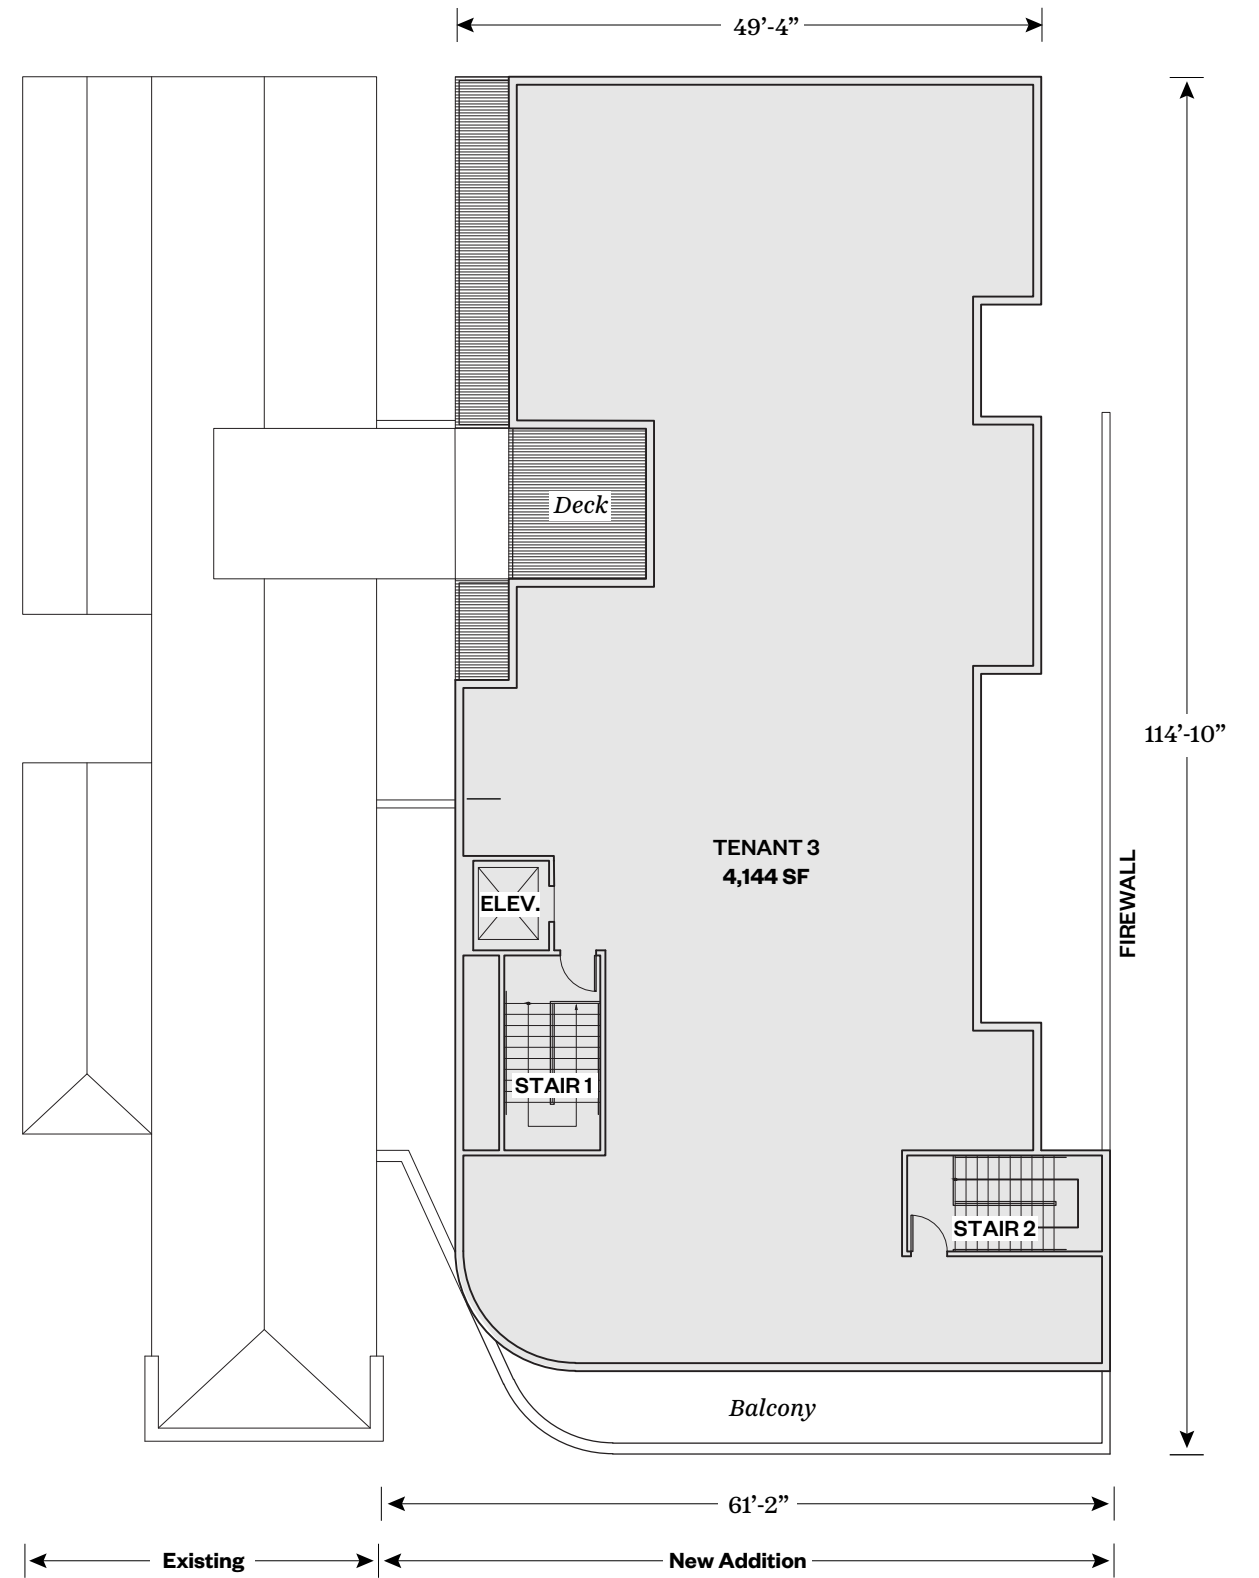 49’-4”
Deck
114’-10”
TENANT 3
4,144 SF
ELEV.
FIREWALL
STAIR 1
STAIR 2
Balcony
61’-2”
Existing
New Addition